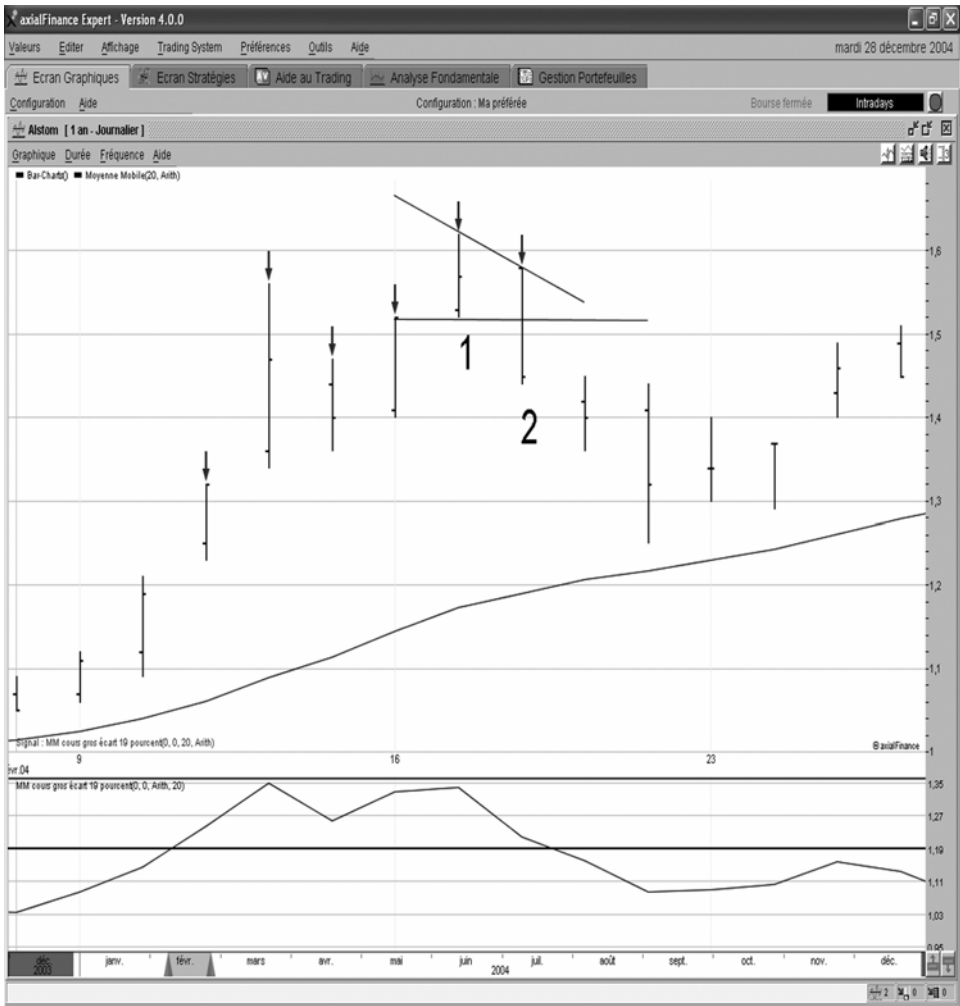 axialFinance Expert - Version 4.0.0
Valeurs Editer Affichage Trading System Préférences Outils Aide mardi 28 décembre 2004
Ecran Graphiques Ecran Stratégies Aide au Trading Analyse Fondamentale Gestion Portefeuilles
Configuration Aide Configuration : Ma préférée Bourse fermée Intradays
Alstom [ 1 an - Journalier ]
Graphique Durée Fréquence Aide
Bar-Charts() Moyenne Mobile(20, Arith)
1,6
1,5
1
1,4
2
1,3
1,2
1,1
Signal : MM cours gros écart 19 pourcent(0, 0, 20, Arith) ©axialFinance
1
9 16 23
févr.04
MM cours gros écart 19 pourcent(0, 0, Arith, 20)
1,35
1,27
1,19
1,11
1,03
0,95
déc. janv. févr. mars avr. mai juin juil. août sept. oct. nov. déc.
2003 2004
2 0 0